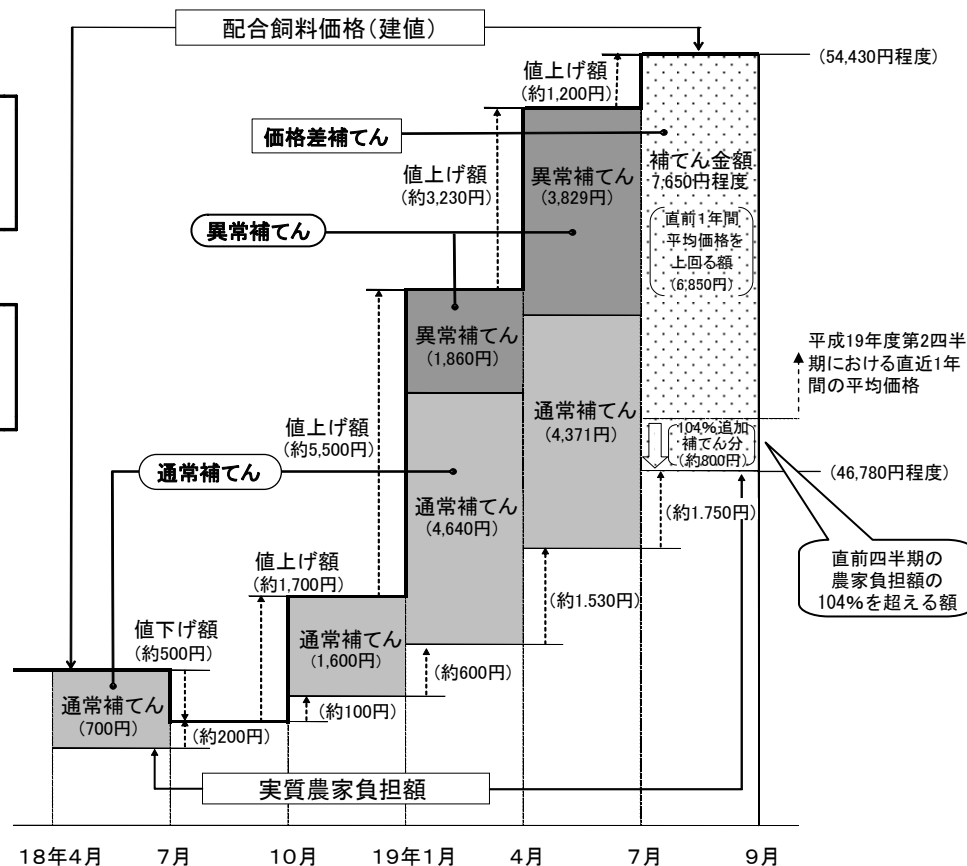 配合飼料価格（建値）
（54,430円程度）
値上げ額
（約1,200円）
価格差補てん
補てん金額
7,650円程度
値上げ額
（約3,230円）
異常補てん
（3,829円）
異常補てん
直前1年間
平均価格を
上回る額
（6,850円）
異常補てん
（1,860円）
平成19年度第2四半
期における直近1年
間の平均価格
通常補てん
（4,371円）
値上げ額
（約5,500円）
104％追加
補てん分
（約800円）
（46,780円程度）
通常補てん
通常補てん
（4,640円）
（約1.750円）
直前四半期の
農家負担額の
104％を超える額
値上げ額
（約1,700円）
（約1.530円）
値下げ額
（約500円）
通常補てん
（1,600円）
（約600円）
通常補てん
（700円）
（約100円）
（約200円）
実質農家負担額
18年4月 7月 10月 19年1月 4月 7月 9月